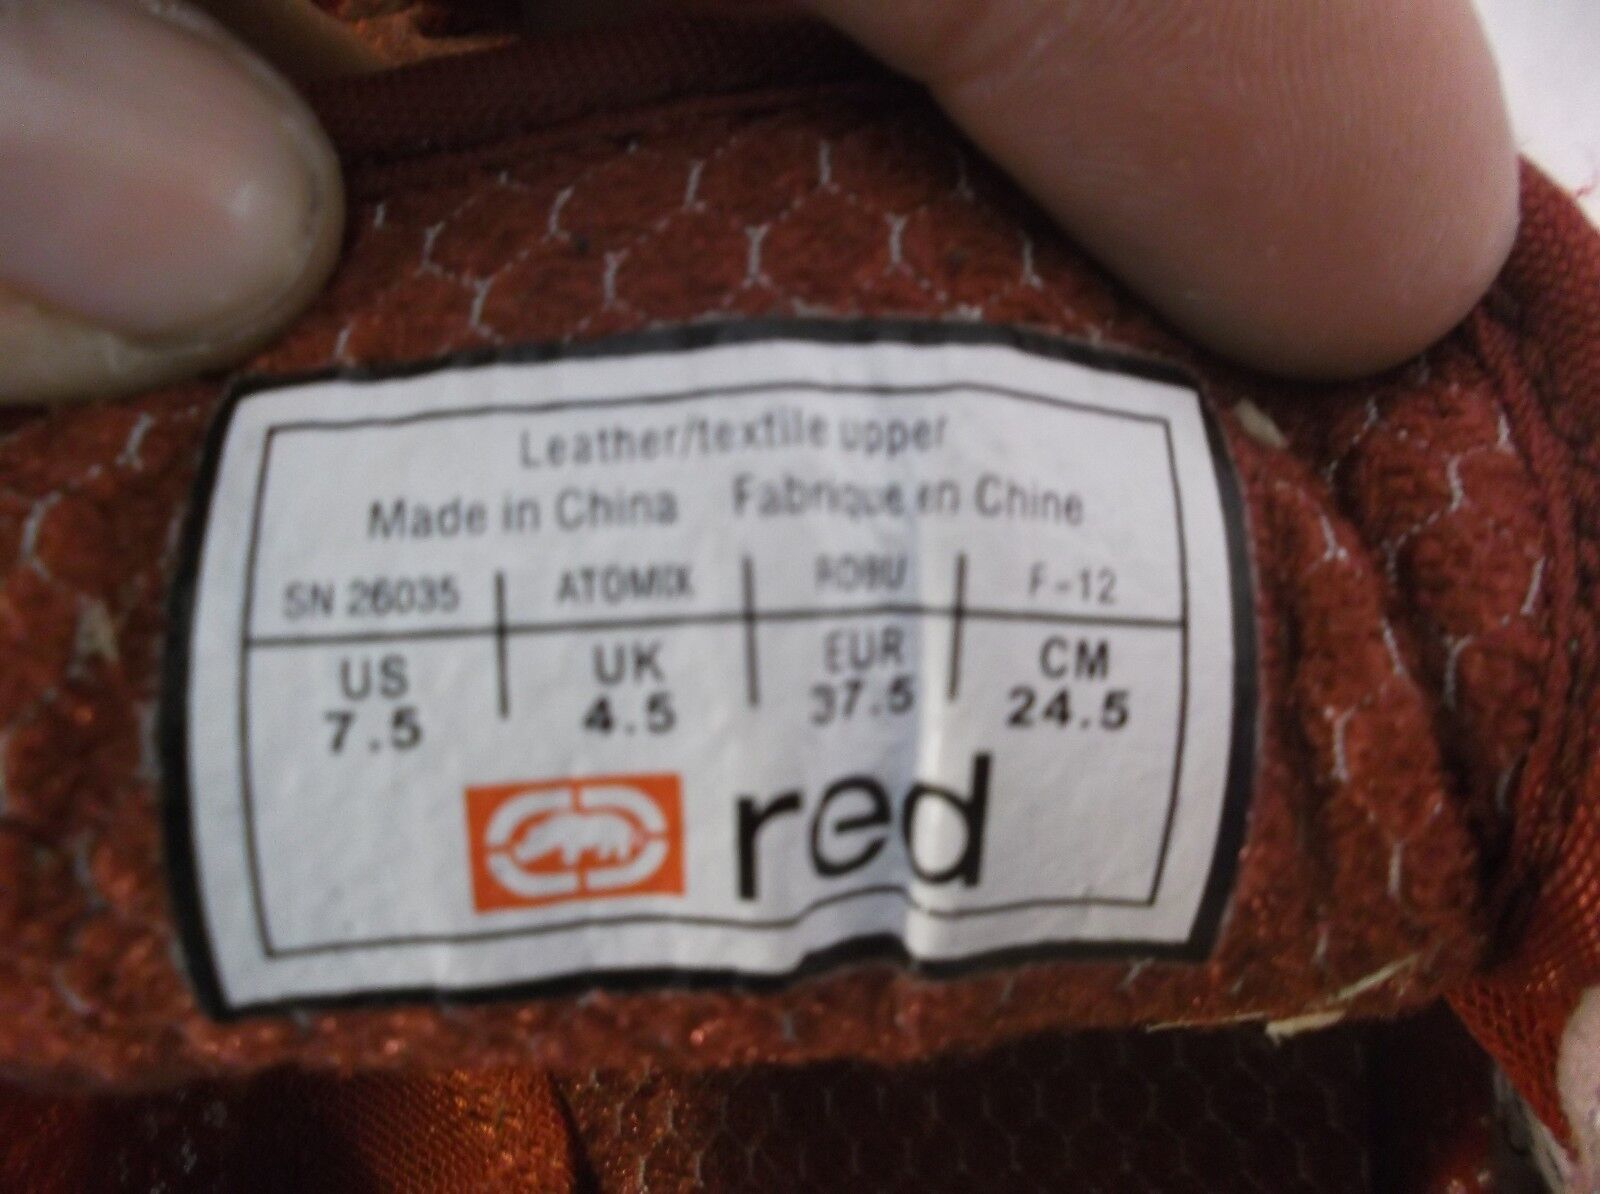 Leather/textile upper
Made in China Fabrique en Chine
SN 26035 ATOMIX ROBU F-12
US UK EUR CM
7.5 4.5 37.5 24.5
red